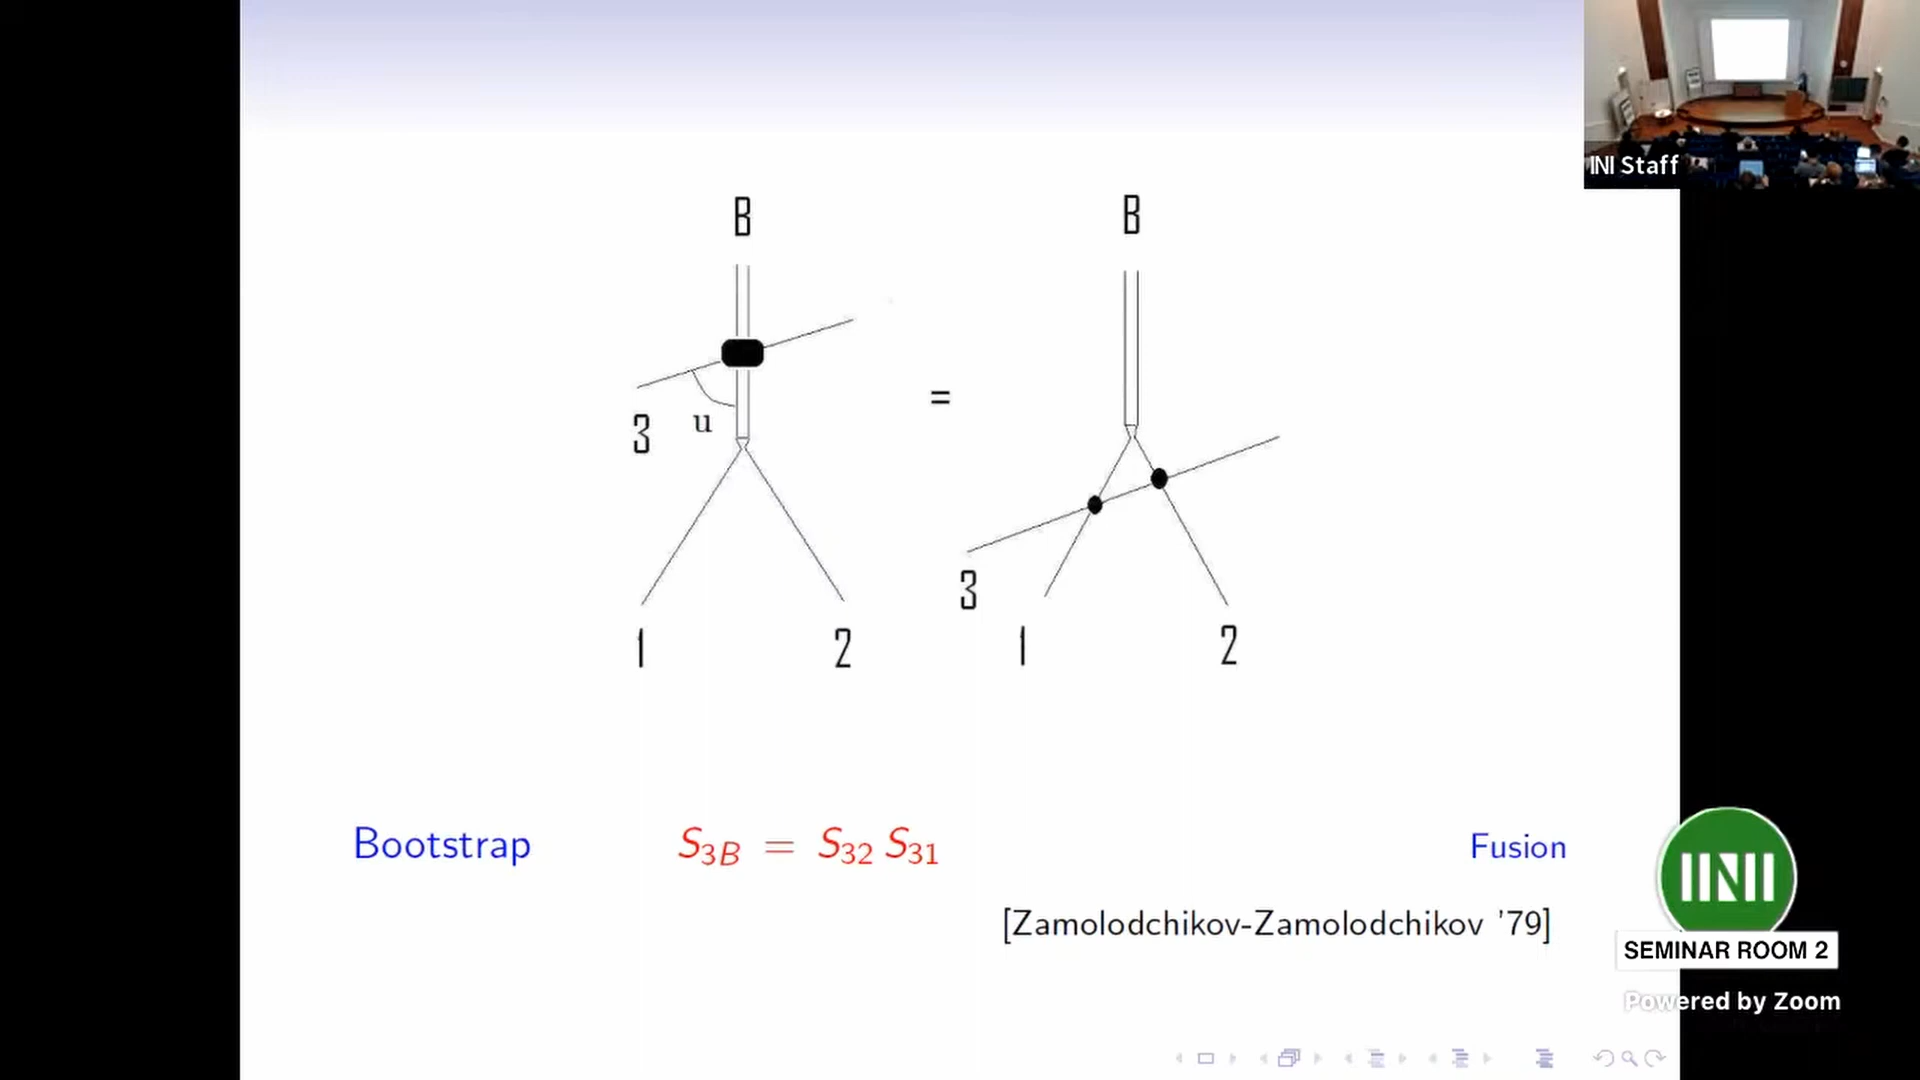 INI Staff
B
B
3 u
=
3
1 2
1 2
Bootstrap S3B = S32 S31 Fusion
[Zamolodchikov-Zamolodchikov '79]
INI
SEMINAR ROOM 2
Powered by Zoom